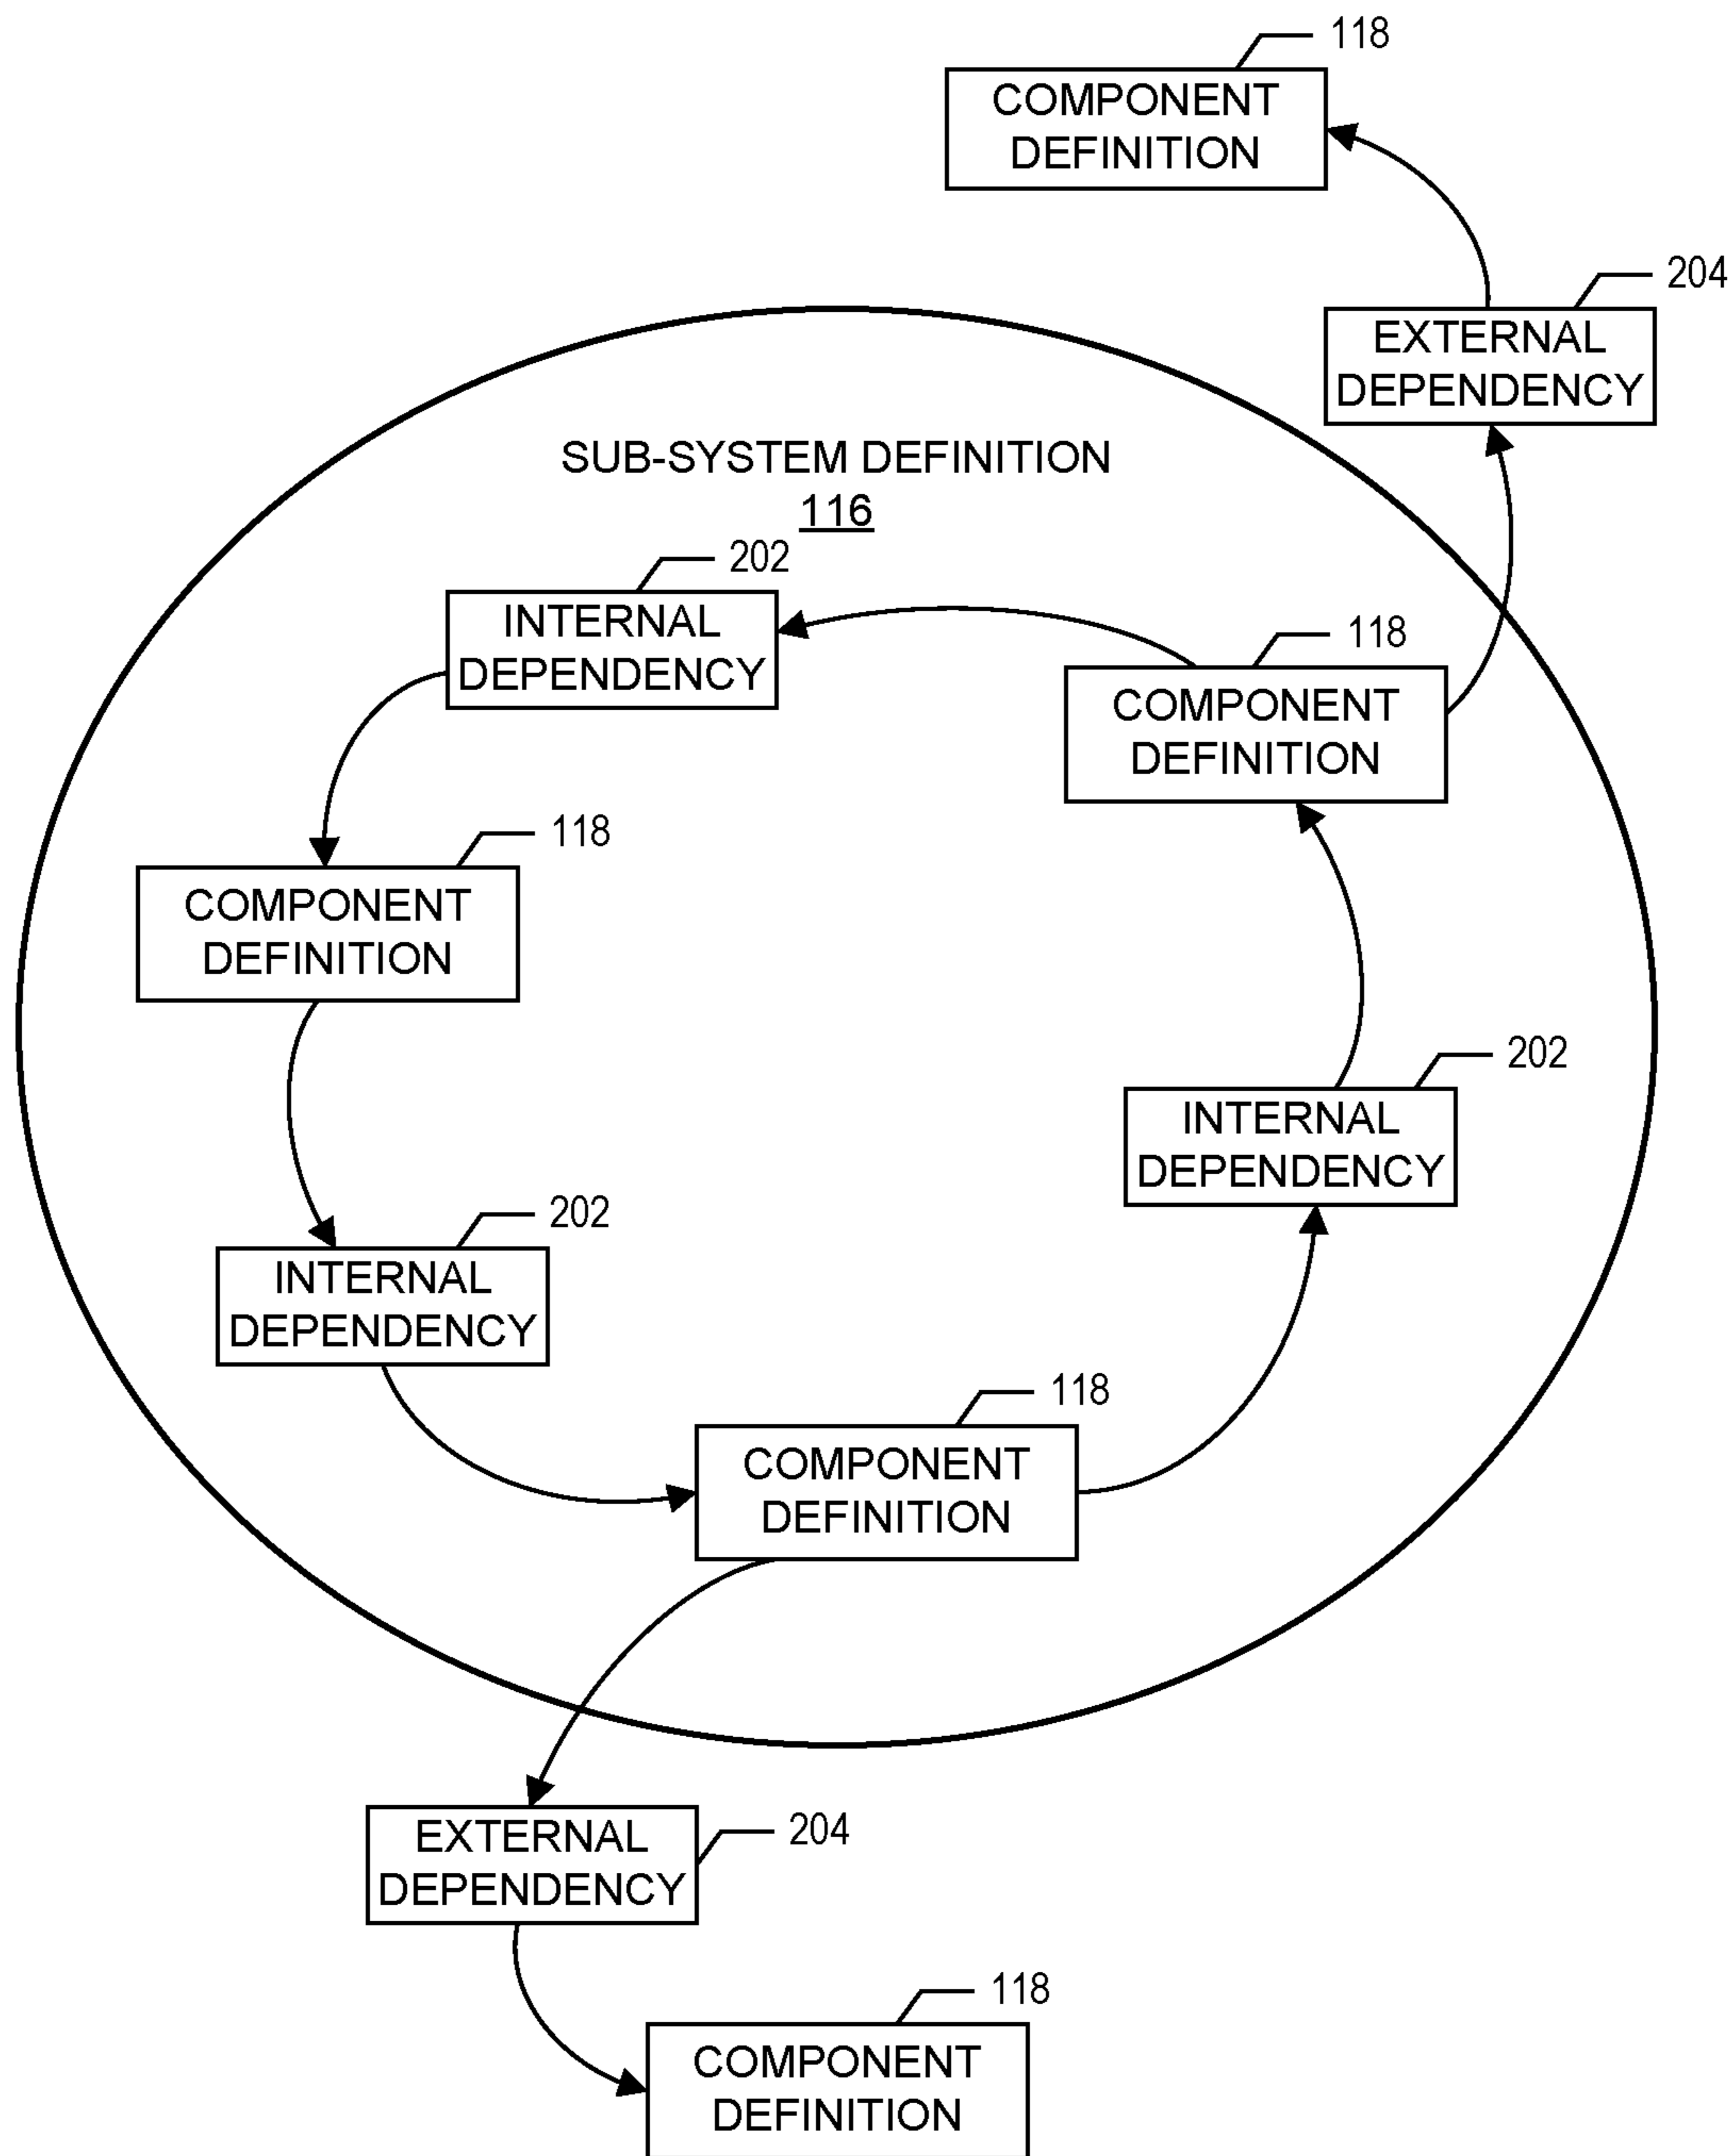 118
COMPONENT
DEFINITION
204
EXTERNAL
DEPENDENCY
SUB-SYSTEM DEFINITION
116
202
INTERNAL
DEPENDENCY
118
COMPONENT
DEFINITION
118
COMPONENT
DEFINITION
202
INTERNAL
DEPENDENCY
202
INTERNAL
DEPENDENCY
118
COMPONENT
DEFINITION
204
EXTERNAL
DEPENDENCY
118
COMPONENT
DEFINITION